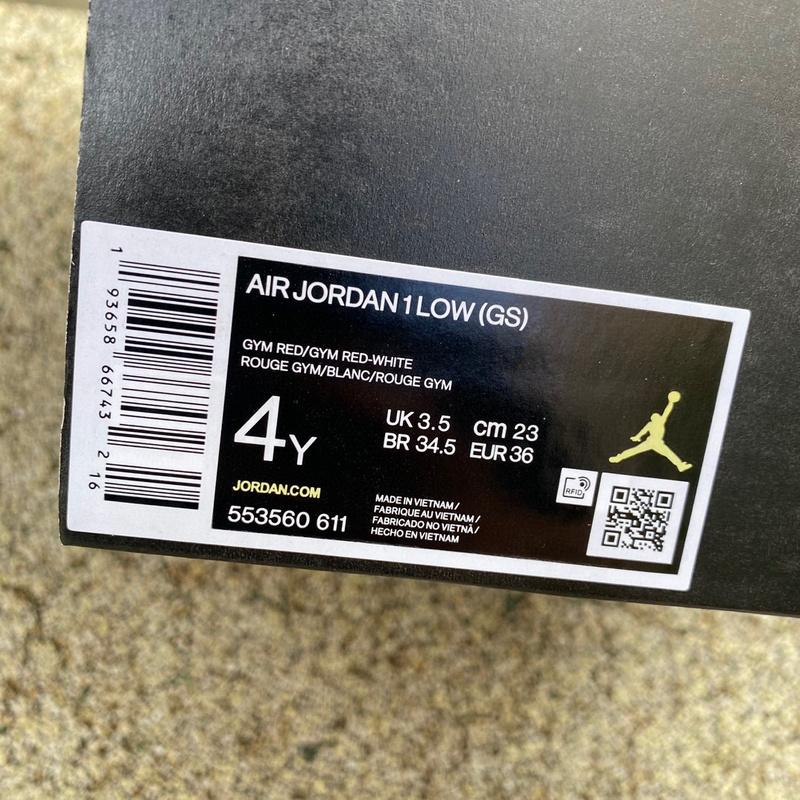 AIR JORDAN 1 LOW (GS)
GYM RED/GYM RED-WHITE
ROUGE GYM/BLANC/ROUGE GYM
4Y
UK 3.5 cm 23
BR 34.5 EUR 36
JORDAN.COM
553560 611
MADE IN VIETNAM /
FABRIQUE AU VIETNAM /
FABRICADO NO VIETNÃ /
HECHO EN VIETNAM
RFID
1 93658 66743 2 16